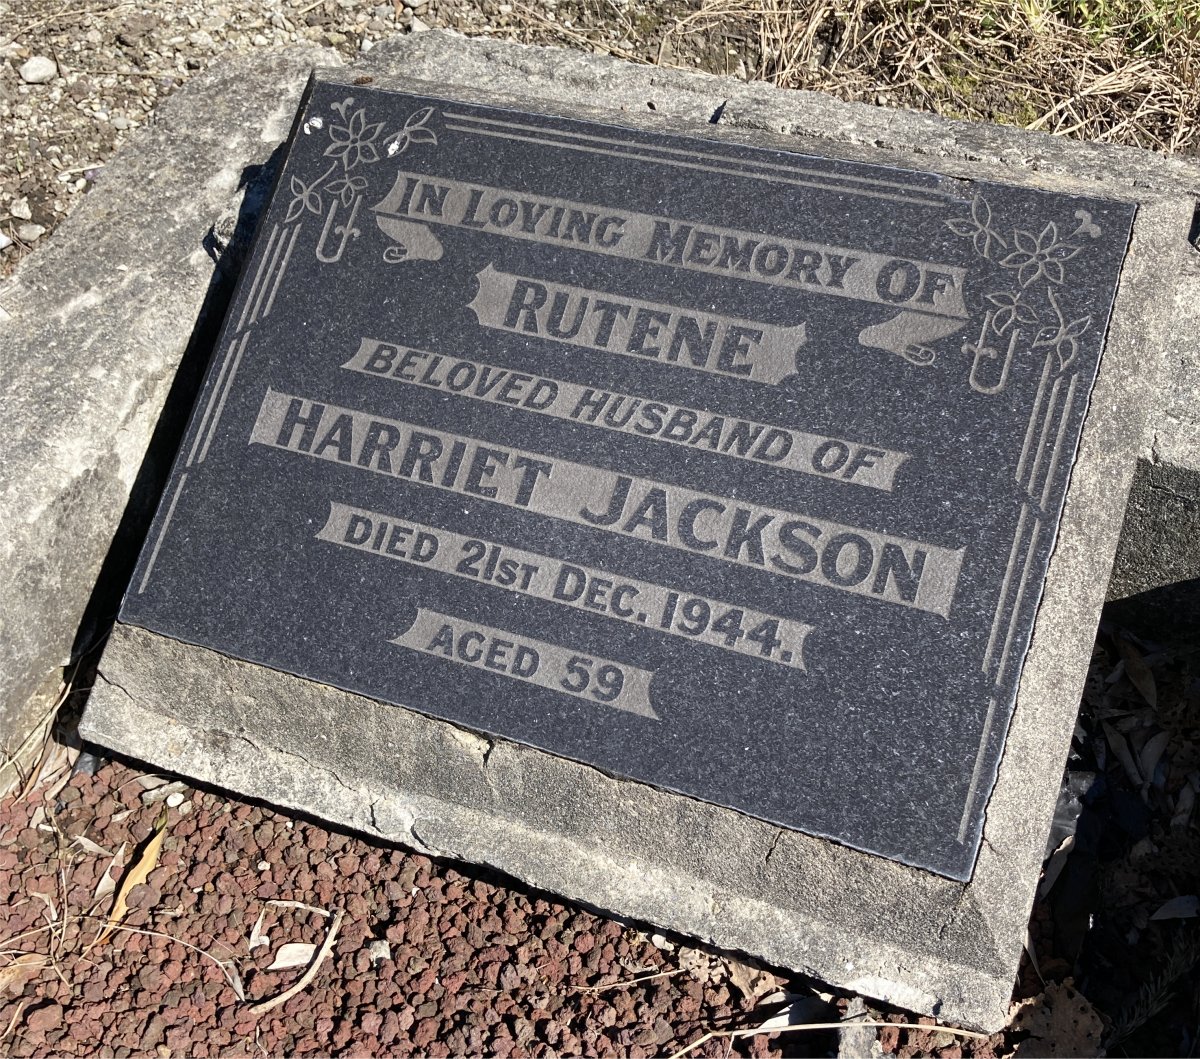 IN LOVING MEMORY OF
RUTENE
BELOVED HUSBAND OF
HARRIET JACKSON
DIED 21ST DEC. 1944.
AGED 59